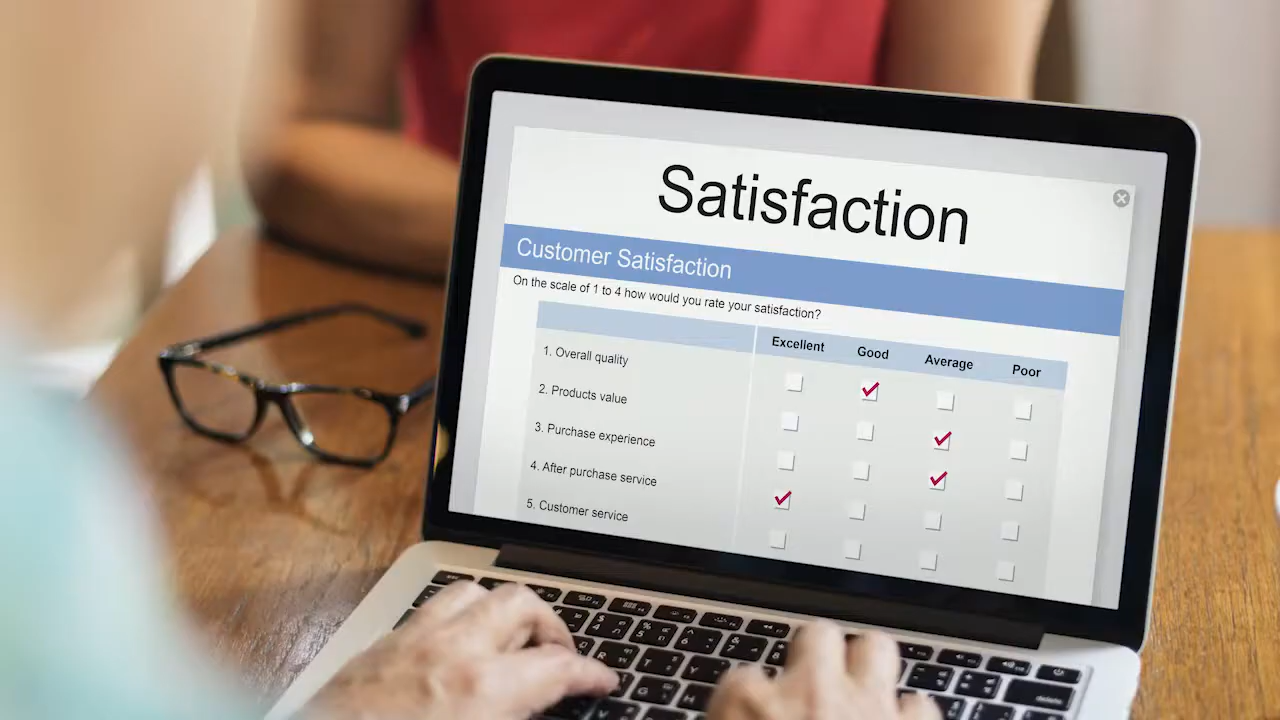 Satisfaction
Customer Satisfaction
On the scale of 1 to 4 how would you rate your satisfaction?
Excellent Good Average Poor
1. Overall quality
2. Products value
3. Purchase experience
4. After purchase service
5. Customer service